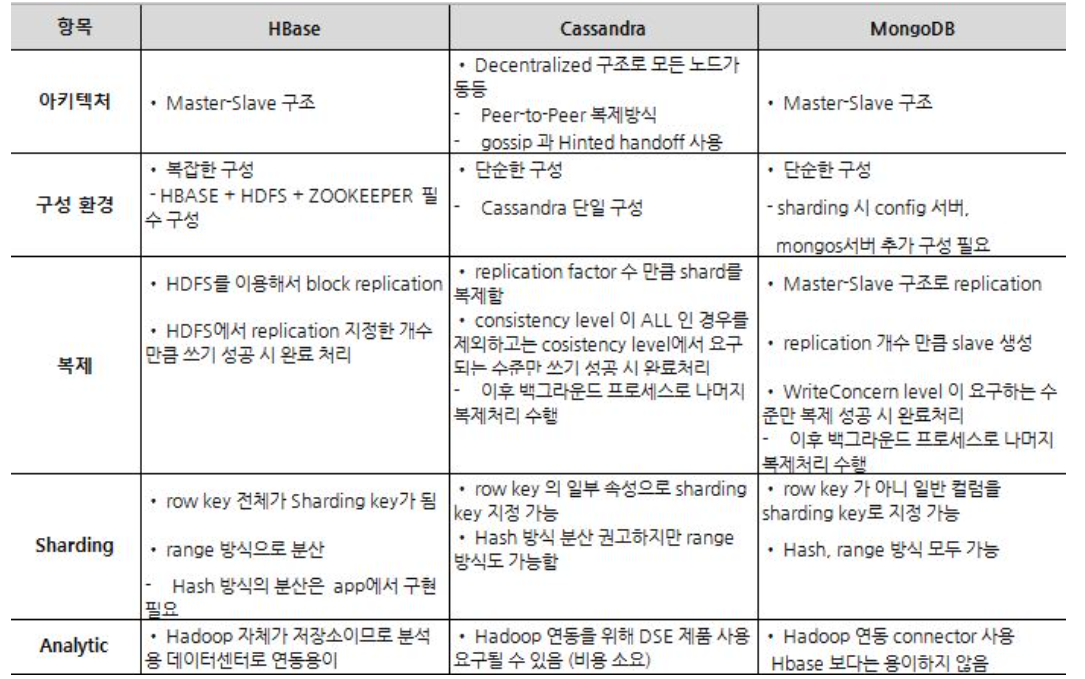 항목
HBase
Cassandra
MongoDB
아키텍처
• Master-Slave 구조
• Decentralized 구조로 모든 노드가
동등
- Peer-to-Peer 복제방식
- gossip 과 Hinted handoff 사용
• Master-Slave 구조
구성 환경
• 복잡한 구성
- HBASE + HDFS + ZOOKEEPER 필
수 구성
• 단순한 구성
- Cassandra 단일 구성
• 단순한 구성
- sharding 시 config 서버,
mongos서버 추가 구성 필요
복제
• HDFS를 이용해서 block replication
• HDFS에서 replication 지정한 개수
만큼 쓰기 성공 시 완료 처리
• replication factor 수 만큼 shard를
복제함
• consistency level 이 ALL 인 경우를
제외하고는 cosistency level에서 요구
되는 수준만 쓰기 성공 시 완료처리
- 이후 백그라운드 프로세스로 나머지
복제처리 수행
• Master-Slave 구조로 replication
• replication 개수 만큼 slave 생성
• WriteConcern level 이 요구하는 수
준만 복제 성공 시 완료처리
- 이후 백그라운드 프로세스로 나머지
복제처리 수행
Sharding
• row key 전체가 Sharding key가 됨
• range 방식으로 분산
- Hash 방식의 분산은 app에서 구현
필요
• row key 의 일부 속성으로 sharding
key 지정 가능
• Hash 방식 분산 권고하지만 range
방식도 가능함
• row key 가 아니 일반 컬럼을
sharding key로 지정 가능
• Hash, range 방식 모두 가능
Analytic
• Hadoop 자체가 저장소이므로 분석
용 데이터센터로 연동용이
• Hadoop 연동을 위해 DSE 제품 사용
요구될 수 있음 (비용 소요)
• Hadoop 연동 connector 사용
Hbase 보다는 용이하지 않음